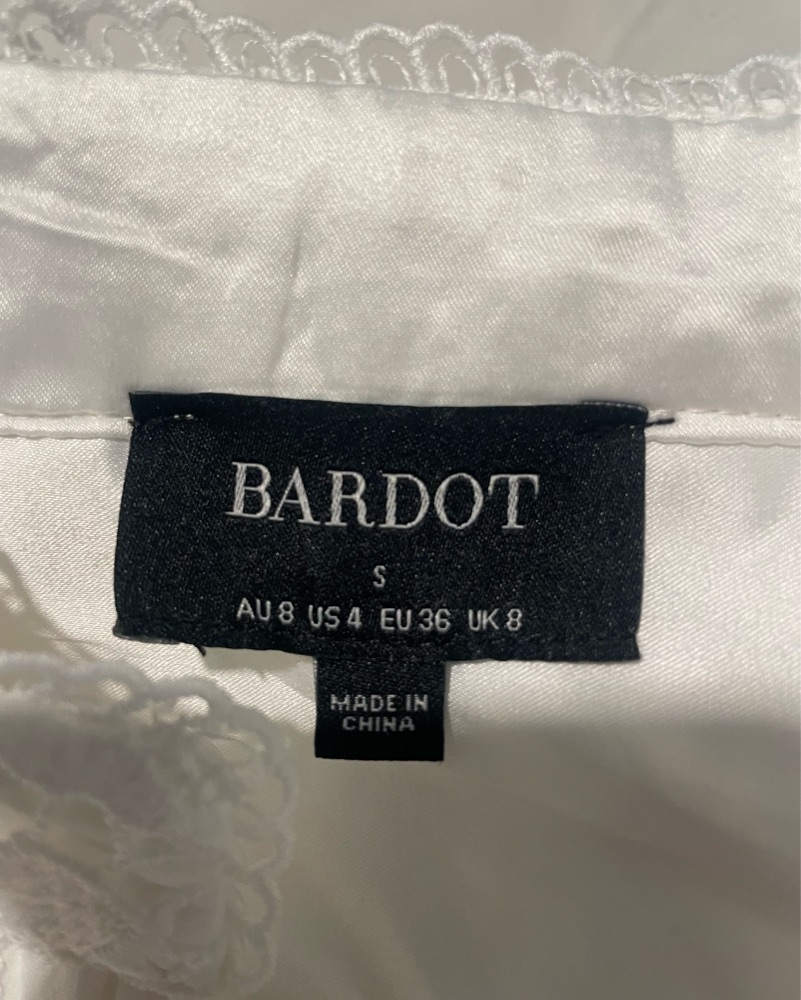 BARDOT
S
AU 8 US 4 EU 36 UK 8
MADE IN
CHINA